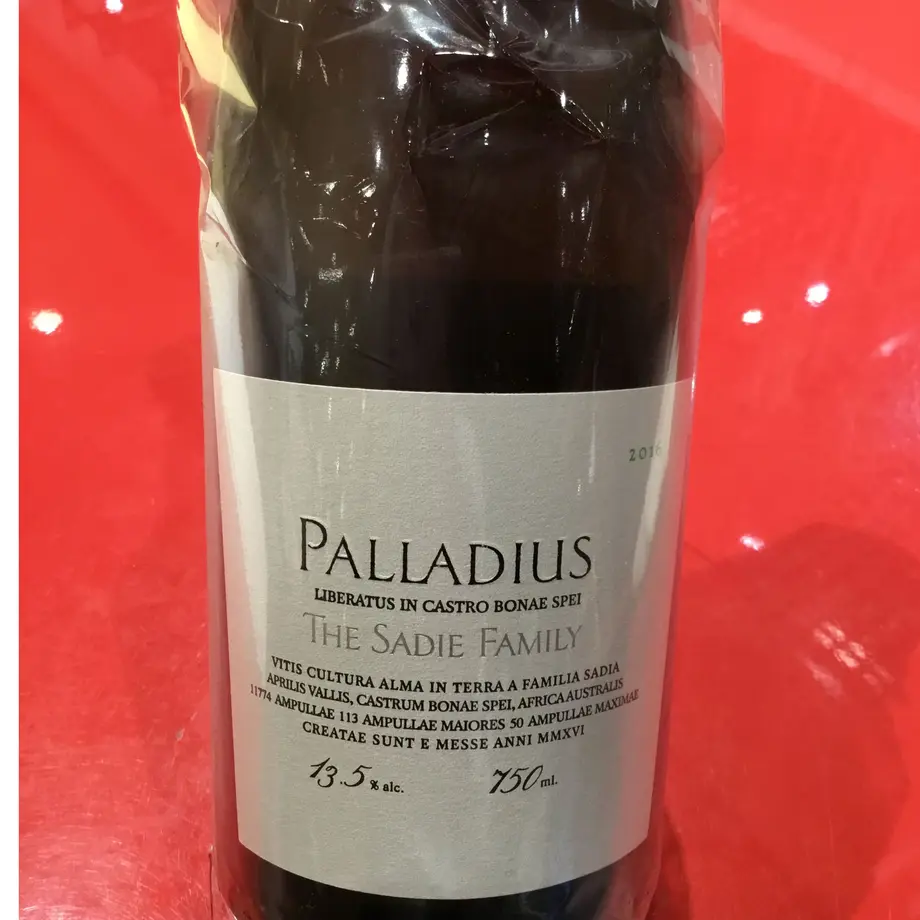 2016
PALLADIUS
LIBERATUS IN CASTRO BONAE SPEI
THE SADIE FAMILY
VITIS CULTURA ALMA IN TERRA A FAMILIA SADIA
APRILIS VALLIS, CASTRUM BONAE SPEI, AFRICA AUSTRALIS
11774 AMPULLAE 113 AMPULLAE MAIORES 50 AMPULLAE MAXIMAE
CREATAE SUNT E MESSE ANNI MMXVI
13.5 % alc. 750 ml.